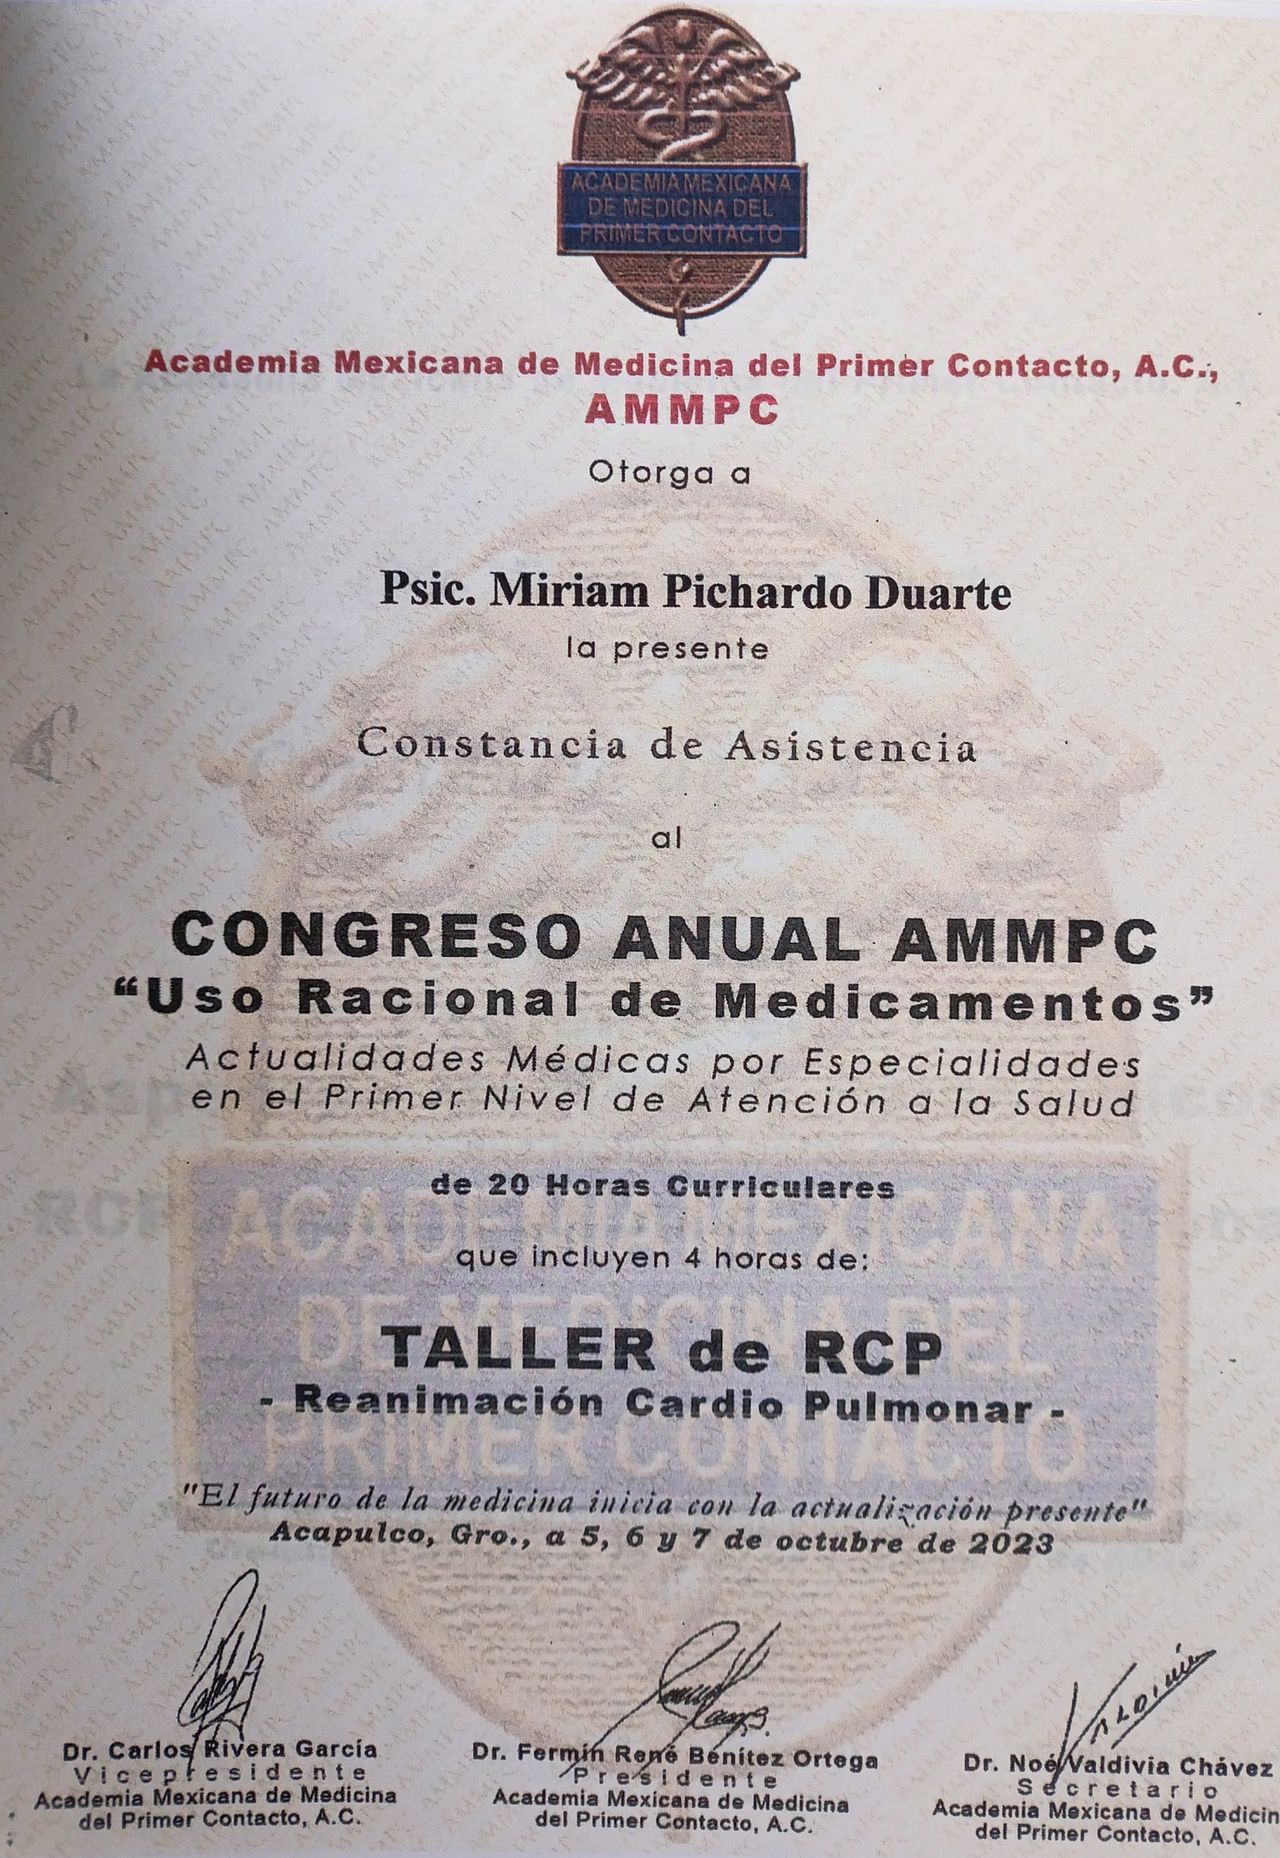 ACADEMIA MEXICANA
DE MEDICINA DEL
PRIMER CONTACTO
Academia Mexicana de Medicina del Primer Contacto, A.C.,
AMMPC
Otorga a
Psic. Miriam Pichardo Duarte
la presente
Constancia de Asistencia
al
CONGRESO ANUAL AMMPC
“Uso Racional de Medicamentos”
Actualidades Médicas por Especialidades
en el Primer Nivel de Atención a la Salud
de 20 Horas Curriculares
que incluyen 4 horas de:
TALLER de RCP
- Reanimación Cardio Pulmonar -
"El futuro de la medicina inicia con la actualización presente"
Acapulco, Gro., a 5, 6 y 7 de octubre de 2023
Dr. Carlos Rivera García
Vicepresidente
Academia Mexicana de Medicina
del Primer Contacto, A.C.
Dr. Fermín René Benítez Ortega
Presidente
Academia Mexicana de Medicina
del Primer Contacto, A.C.
Dr. Noé Valdivia Chávez
Secretario
Academia Mexicana de Medicin
del Primer Contacto, A.C.